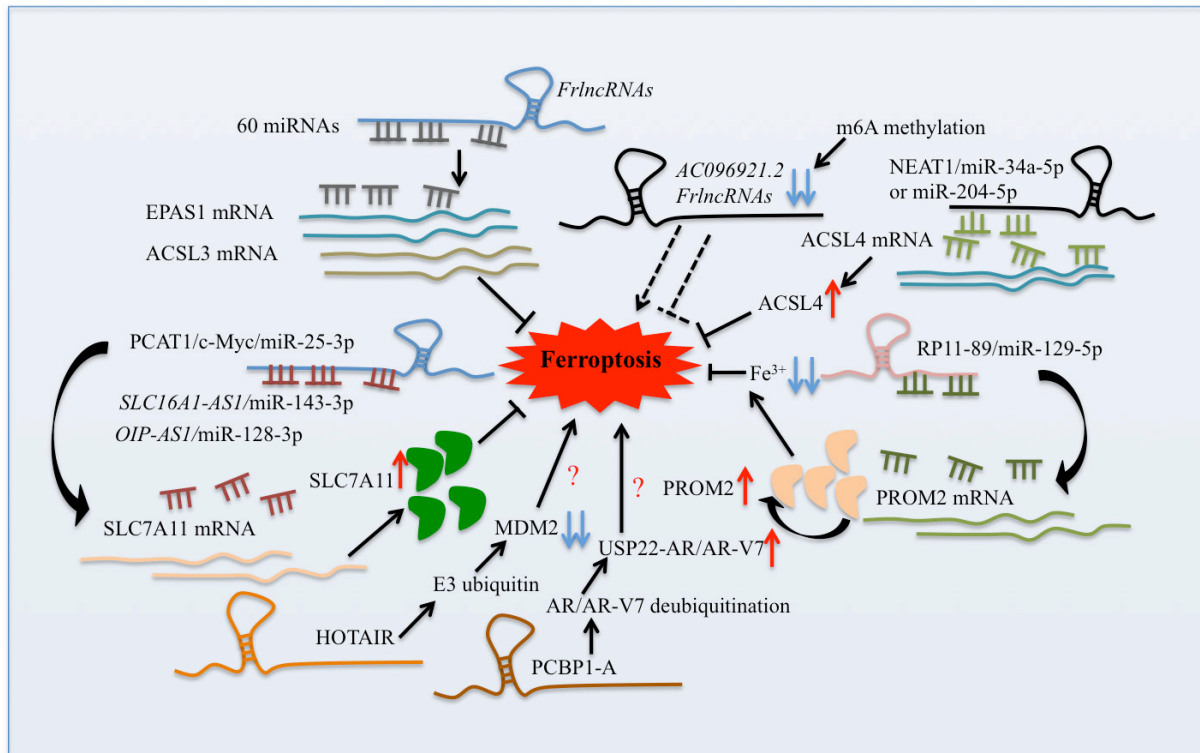 FrlncRNAs
60 miRNAs
EPAS1 mRNA
ACSL3 mRNA
m6A methylation
AC096921.2
FrlncRNAs
NEAT1/miR-34a-5p
or miR-204-5p
ACSL4 mRNA
ACSL4
PCAT1/c-Myc/miR-25-3p
Ferroptosis
Fe³⁺
RP11-89/miR-129-5p
SLC16A1-AS1/miR-143-3p
OIP-AS1/miR-128-3p
SLC7A11
?
?
PROM2
PROM2 mRNA
SLC7A11 mRNA
MDM2
USP22-AR/AR-V7
E3 ubiquitin
AR/AR-V7 deubiquitination
HOTAIR
PCBP1-A